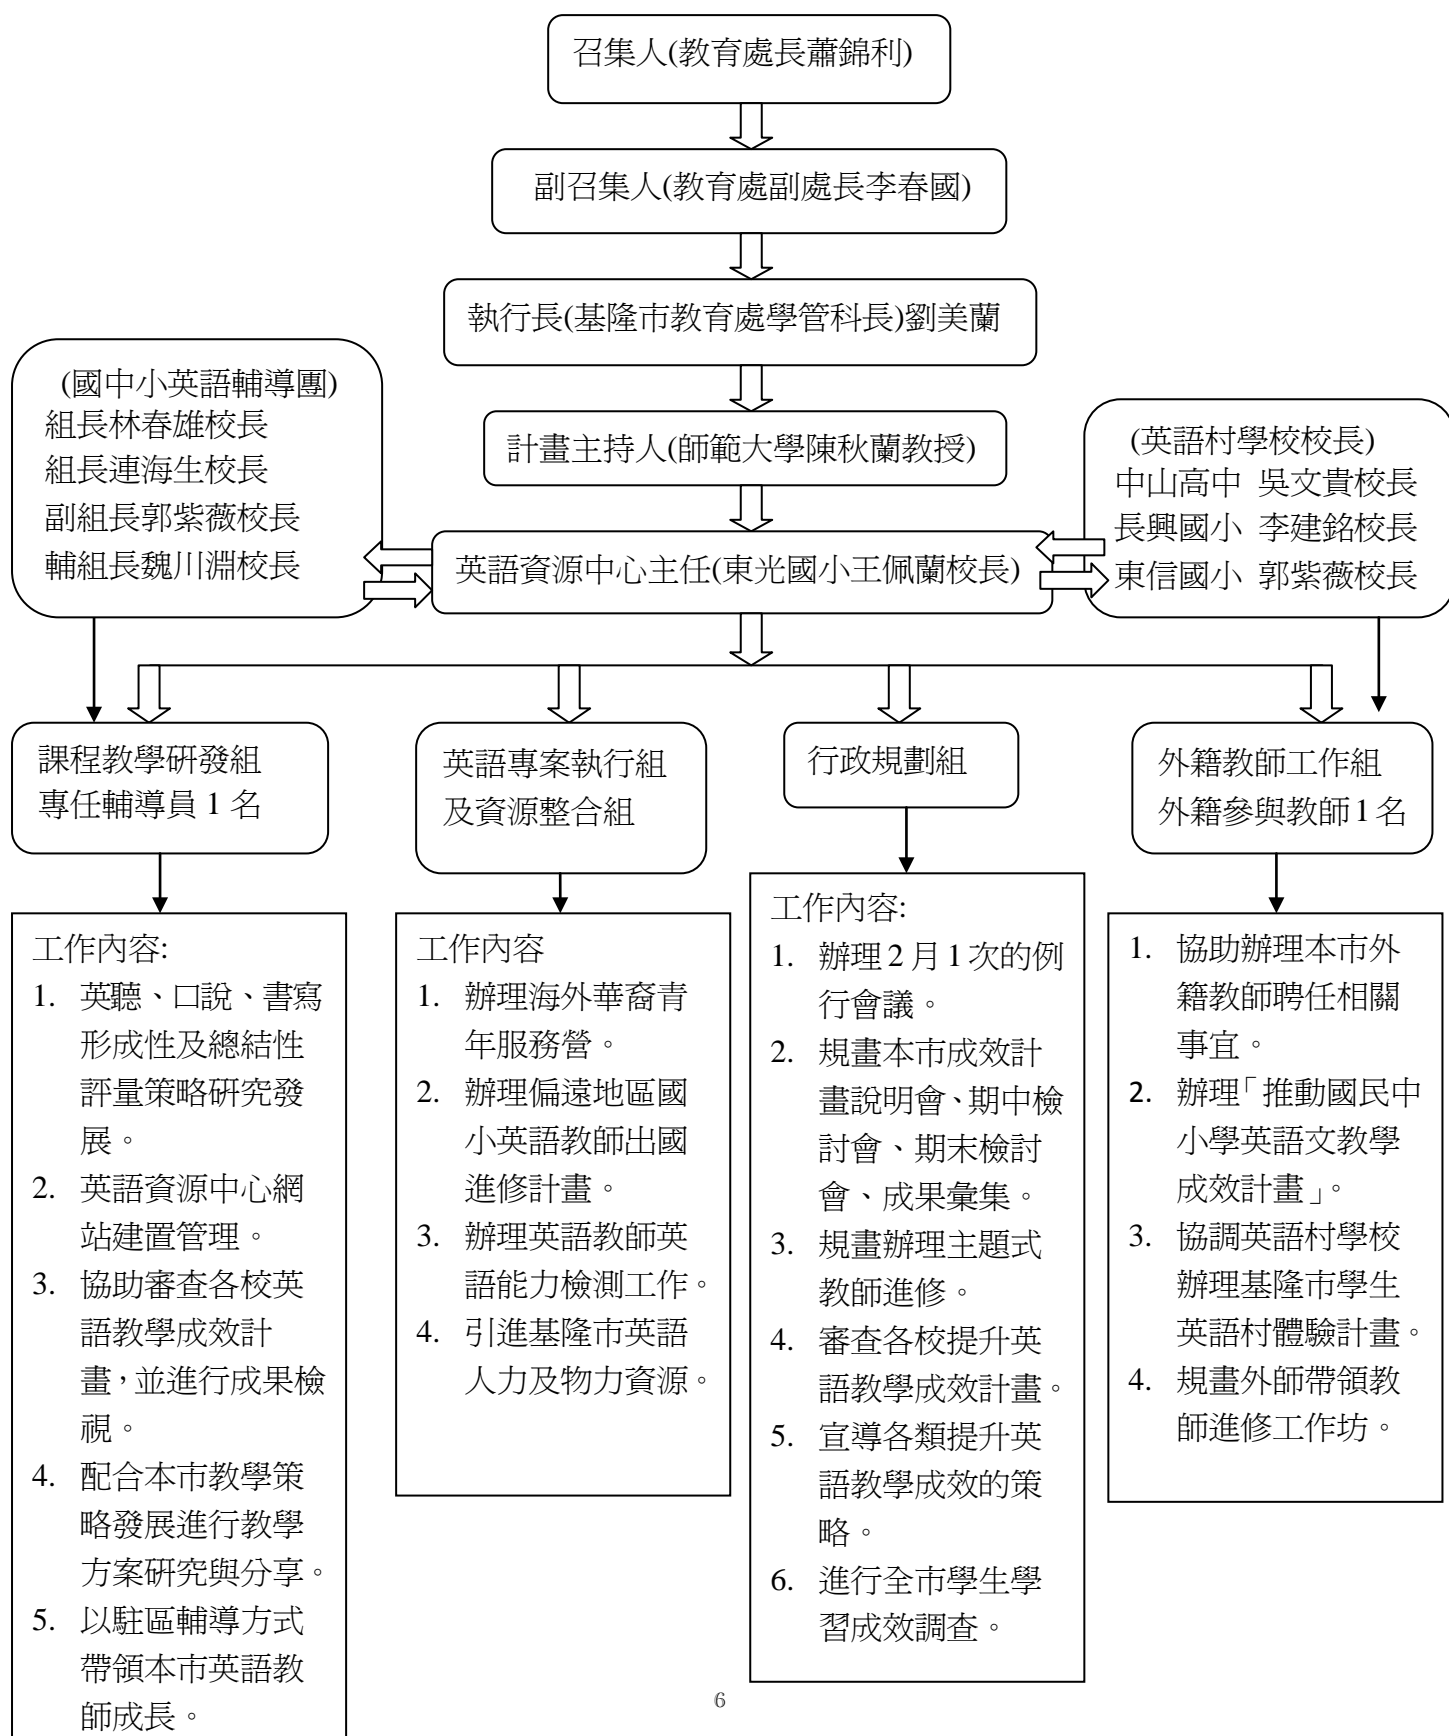 召集人(教育處長蕭錦利)
副召集人(教育處副處長李春國)
執行長(基隆市教育處學管科長)劉美蘭
(國中小英語輔導團)
組長林春雄校長
組長連海生校長
副組長郭紫薇校長
輔組長魏川淵校長
計畫主持人(師範大學陳秋蘭教授)
(英語村學校校長)
中山高中 吳文貴校長
長興國小 李建銘校長
東信國小 郭紫薇校長
英語資源中心主任(東光國小王佩蘭校長)
課程教學研發組
專任輔導員 1 名
英語專案執行組
及資源整合組
行政規劃組
外籍教師工作組
外籍參與教師 1 名
工作內容:
1. 英聽、口說、書寫
形成性及總結性
評量策略研究發
展。
2. 英語資源中心網
站建置管理。
3. 協助審查各校英
語教學成效計
畫,並進行成果檢
視。
4. 配合本市教學策
略發展進行教學
方案研究與分享。
5. 以駐區輔導方式
帶領本市英語教
師成長。
工作內容
1. 辦理海外華裔青
年服務營。
2. 辦理偏遠地區國
小英語教師出國
進修計畫。
3. 辦理英語教師英
語能力檢測工作。
4. 引進基隆市英語
人力及物力資源。
工作內容:
1. 辦理 2 月 1 次的例
行會議。
2. 規畫本市成效計
畫說明會、期中檢
討會、期末檢討
會、成果彙集。
3. 規畫辦理主題式
教師進修。
4. 審查各校提升英
語教學成效計畫。
5. 宣導各類提升英
語教學成效的策
略。
6. 進行全市學生學
習成效調查。
1. 協助辦理本市外
籍教師聘任相關
事宜。
2. 辦理「推動國民中
小學英語文教學
成效計畫」。
3. 協調英語村學校
辦理基隆市學生
英語村體驗計畫。
4. 規畫外師帶領教
師進修工作坊。
6